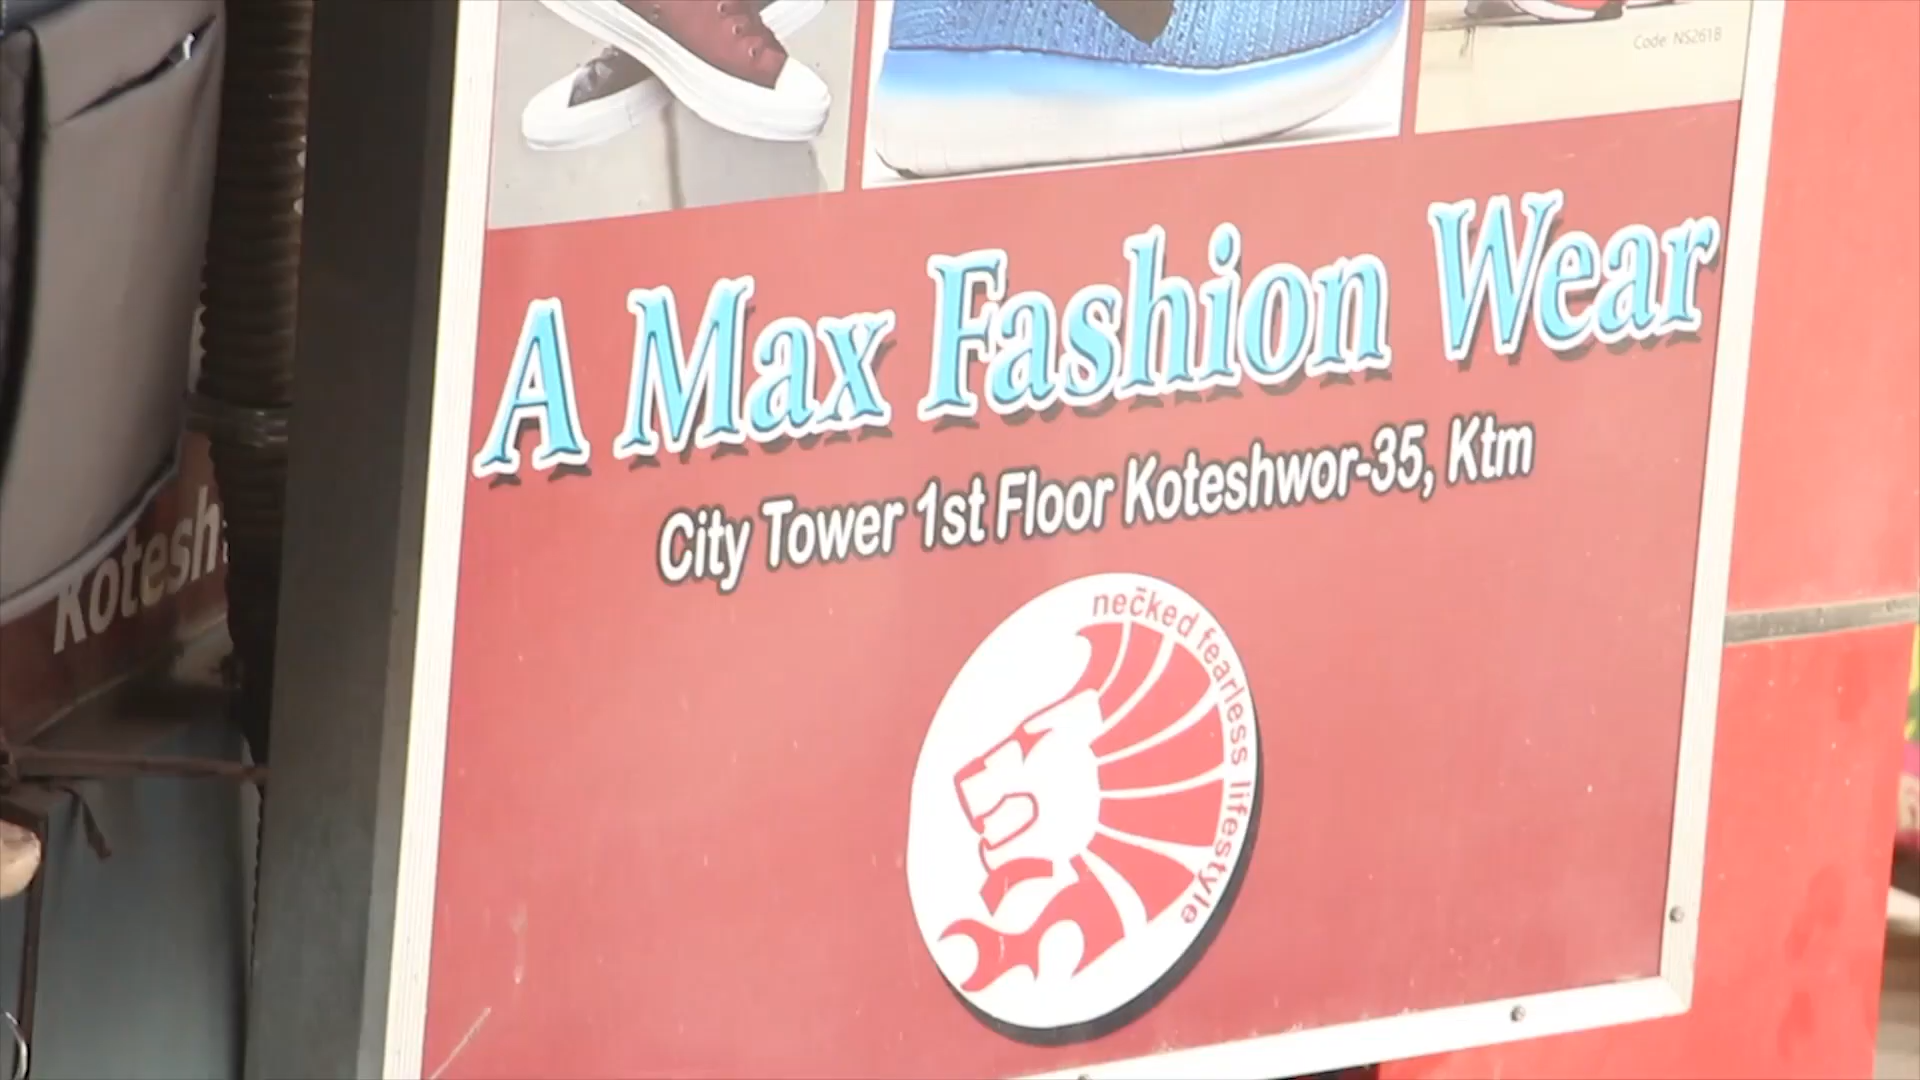 Code: NS261B
A Max Fashion Wear
City Tower 1st Floor Koteshwor-35, Ktm
Kotesh
nečked fearless lifestyle